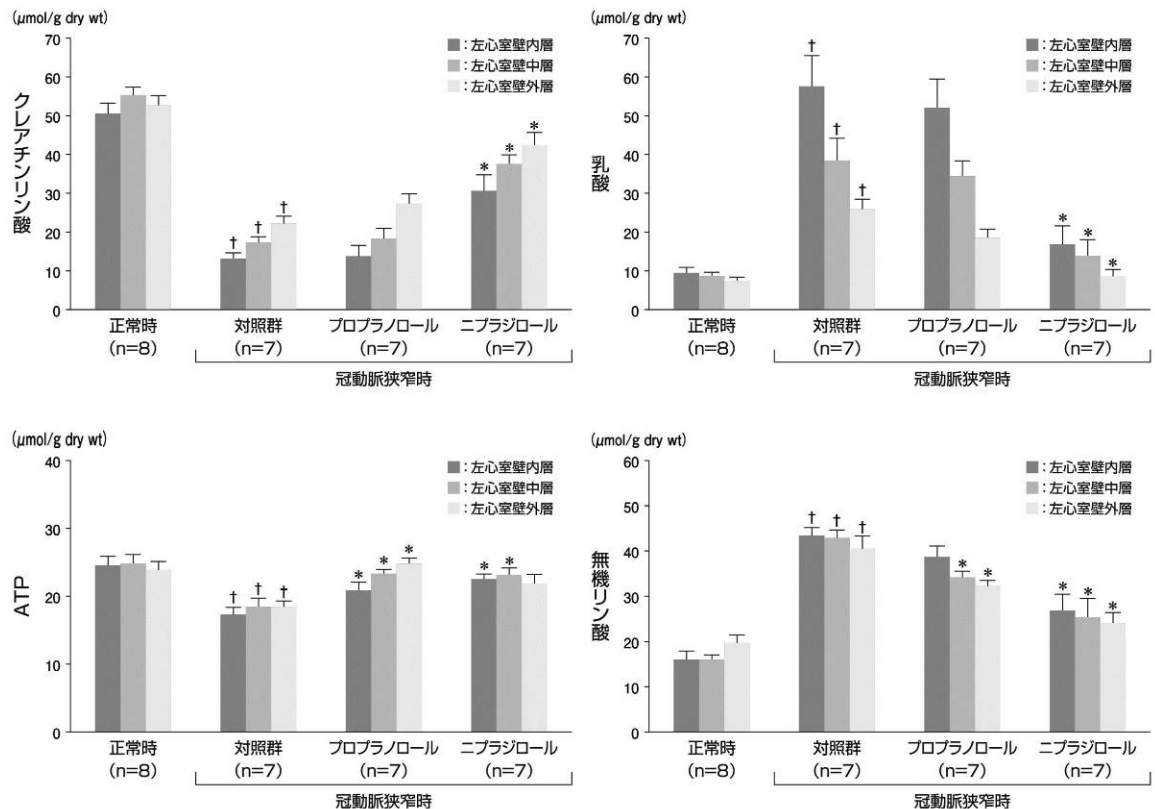 (μmol/g dry wt)
クレアチンリン酸
70
60
50
40
30
20
10
0
■：左心室壁内層
■：左心室壁中層
■：左心室壁外層
† † †
* * *
正常時 対照群 プロプラノロール ニプラジロール
(n=8) (n=7) (n=7) (n=7)
冠動脈狭窄時
(μmol/g dry wt)
乳酸
70
60
50
40
30
20
10
0
■：左心室壁内層
■：左心室壁中層
■：左心室壁外層
† † †
* * *
正常時 対照群 プロプラノロール ニプラジロール
(n=8) (n=7) (n=7) (n=7)
冠動脈狭窄時
(μmol/g dry wt)
ATP
40
30
20
10
0
■：左心室壁内層
■：左心室壁中層
■：左心室壁外層
† † † * * * * *
正常時 対照群 プロプラノロール ニプラジロール
(n=8) (n=7) (n=7) (n=7)
冠動脈狭窄時
(μmol/g dry wt)
無機リン酸
60
50
40
30
20
10
0
■：左心室壁内層
■：左心室壁中層
■：左心室壁外層
† † † * * * * *
正常時 対照群 プロプラノロール ニプラジロール
(n=8) (n=7) (n=7) (n=7)
冠動脈狭窄時